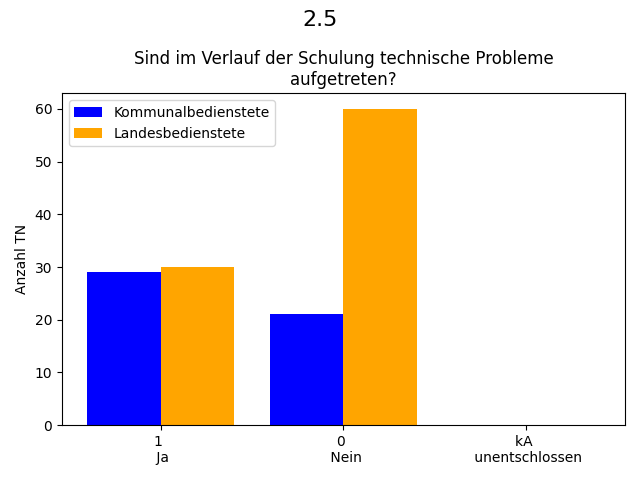 2.5
Sind im Verlauf der Schulung technische Probleme
aufgetreten?
Kommunalbedienstete
Landesbedienstete
Anzahl TN
60
50
40
30
20
10
0
1 0 kA
Ja Nein unentschlossen